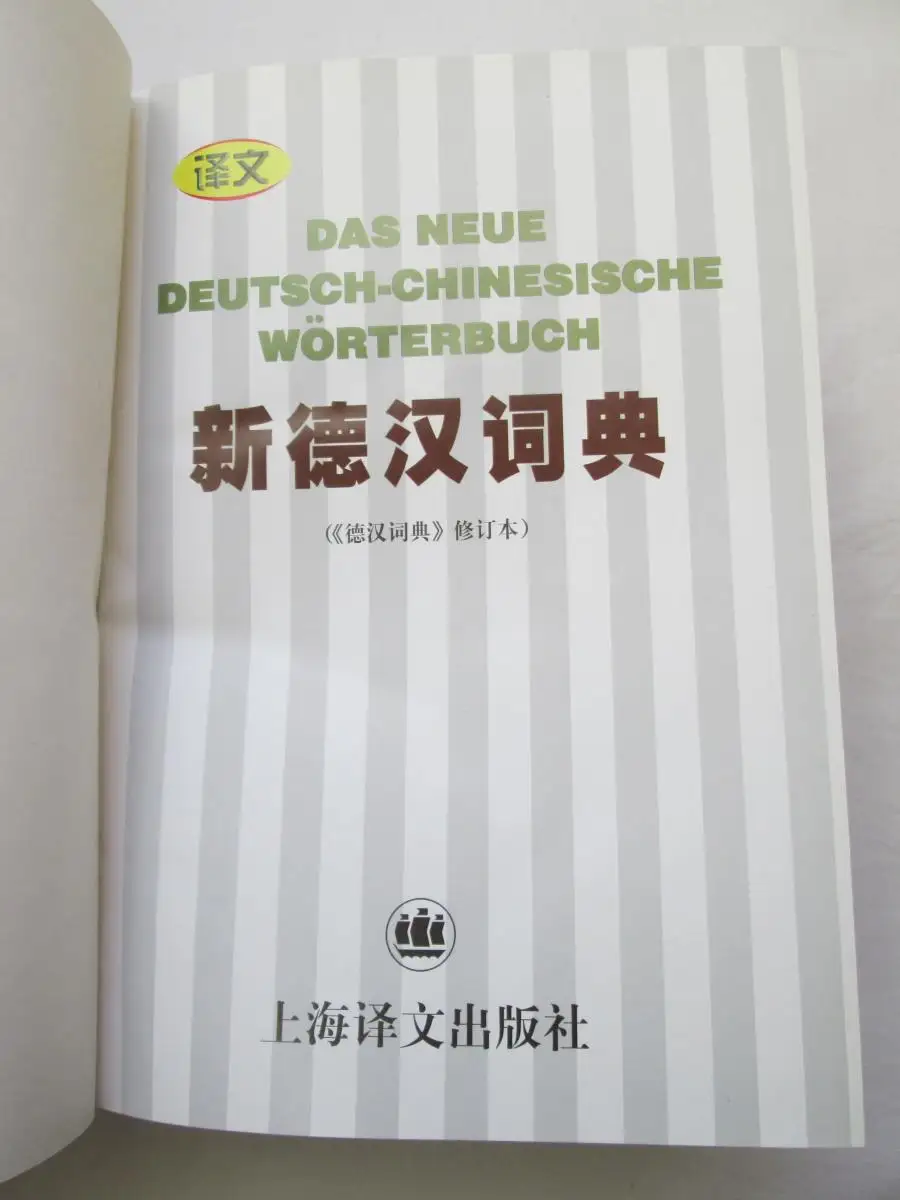 译文
DAS NEUE
DEUTSCH-CHINESISCHE
WÖRTERBUCH
新德汉词典
(《德汉词典》修订本)
上海译文出版社